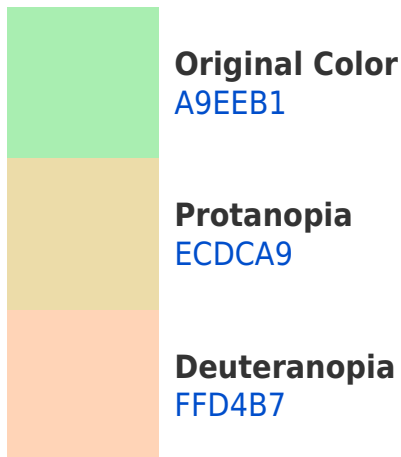 Original Color
A9EEB1
Protanopia
ECDCA9
Deuteranopia
FFD4B7